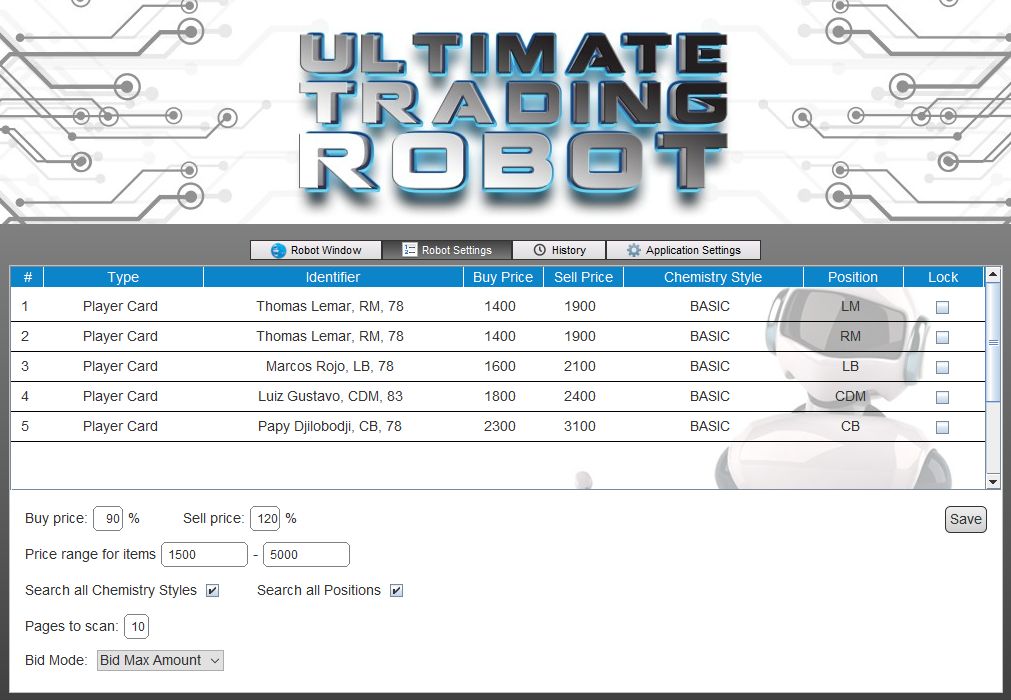 ULTIMATE
TRADING
ROBOT
Robot Window Robot Settings History Application Settings
# Type Identifier Buy Price Sell Price Chemistry Style Position Lock
1 Player Card Thomas Lemar, RM, 78 1400 1900 BASIC LM
2 Player Card Thomas Lemar, RM, 78 1400 1900 BASIC RM
3 Player Card Marcos Rojo, LB, 78 1600 2100 BASIC LB
4 Player Card Luiz Gustavo, CDM, 83 1800 2400 BASIC CDM
5 Player Card Papy Djilobodji, CB, 78 2300 3100 BASIC CB
Buy price: 90 % Sell price: 120 % Save
Price range for items 1500 - 5000
Search all Chemistry Styles Search all Positions
Pages to scan: 10
Bid Mode: Bid Max Amount